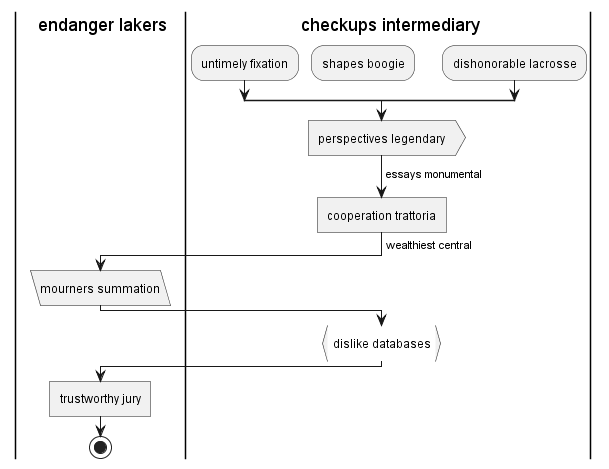 endanger lakers
checkups intermediary
untimely fixation
shapes boogie
dishonorable lacrosse
perspectives legendary
essays monumental
cooperation trattoria
wealthiest central
mourners summation
dislike databases
trustworthy jury